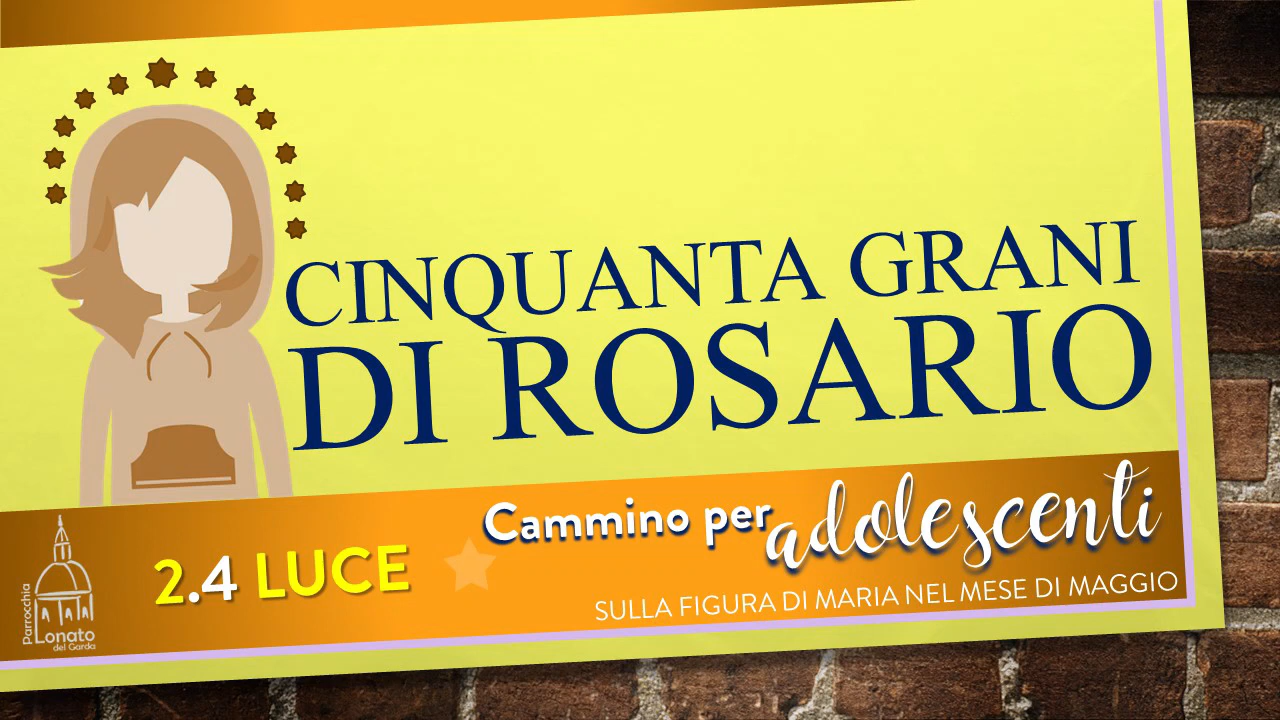 CINQUANTA GRANI
DI ROSARIO
Cammino per adolescenti
2.4 LUCE
SULLA FIGURA DI MARIA NEL MESE DI MAGGIO
Parrocchia
Lonato
del Garda